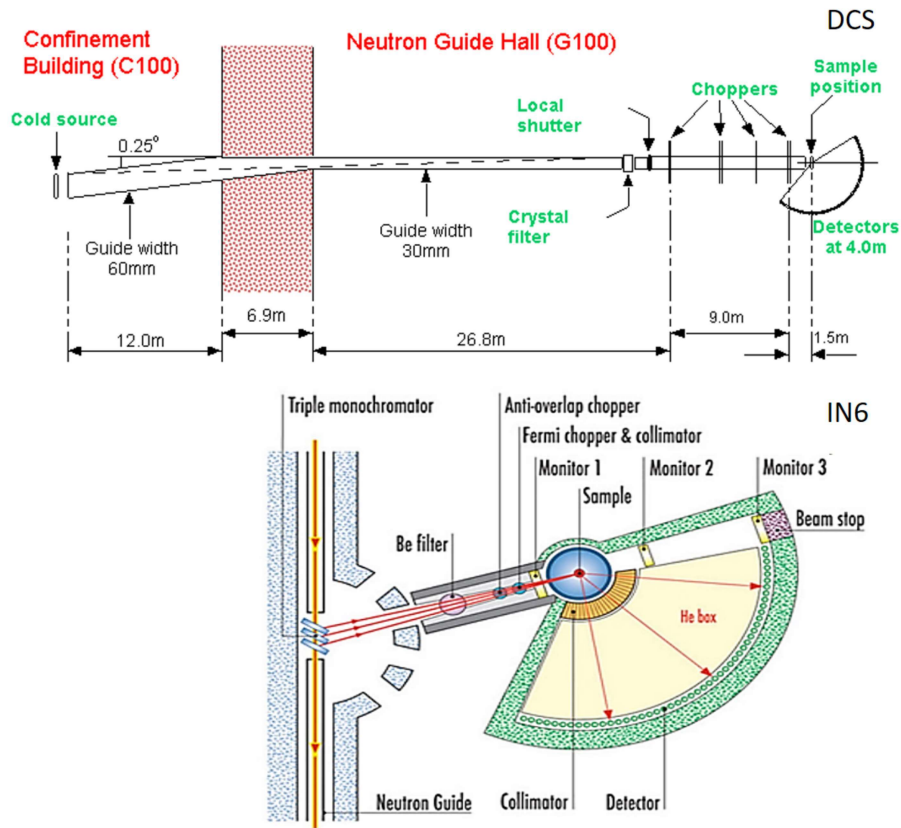 DCS
Confinement
Building (C100)
Neutron Guide Hall (G100)
Cold source
0.25°
Local
shutter
Choppers
Sample
position
Guide width
60mm
Guide width
30mm
Crystal
filter
Detectors
at 4.0m
12.0m
6.9m
26.8m
9.0m
1.5m
IN6
Triple monochromator
Anti-overlap chopper
Fermi chopper & collimator
Monitor 1
Monitor 2
Monitor 3
Sample
Beam stop
Be filter
He box
Neutron Guide
Collimator
Detector